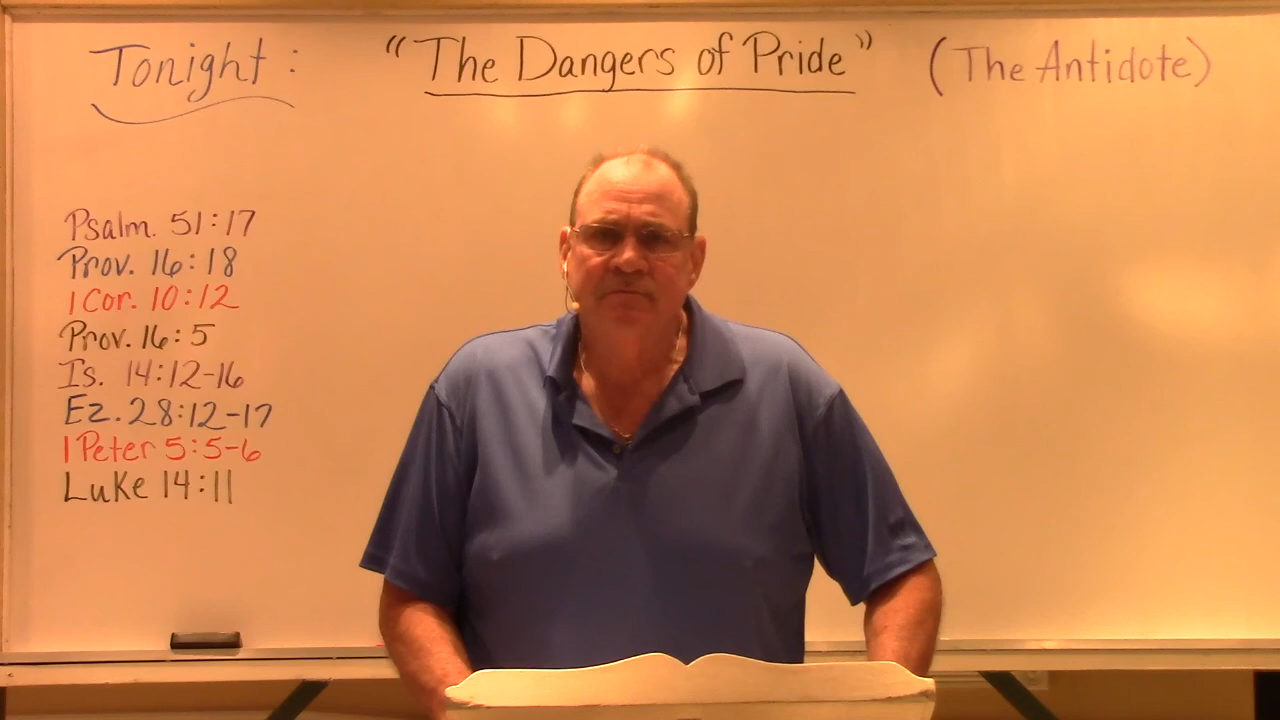 Tonight: "The Dangers of Pride" (The Antidote)
Psalm. 51:17
Prov. 16:18
1 Cor. 10:12
Prov. 16:5
Is. 14:12-16
Ez. 28:12-17
1 Peter 5:5-6
Luke 14:11